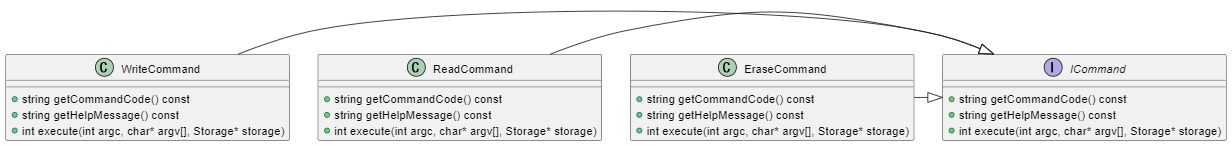 C WriteCommand
string getCommandCode() const
string getHelpMessage() const
int execute(int argc, char* argv[], Storage* storage)
C ReadCommand
string getCommandCode() const
string getHelpMessage() const
int execute(int argc, char* argv[], Storage* storage)
C EraseCommand
string getCommandCode() const
string getHelpMessage() const
int execute(int argc, char* argv[], Storage* storage)
I ICommand
string getCommandCode() const
string getHelpMessage() const
int execute(int argc, char* argv[], Storage* storage)